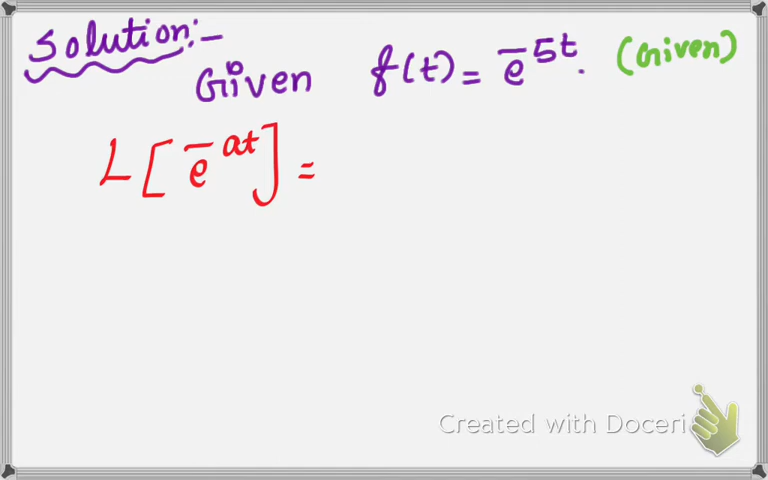 Solution:-
Given f(t) = e^{-5t}. (Given)
L[e^{-at}] =
Created with Doceri